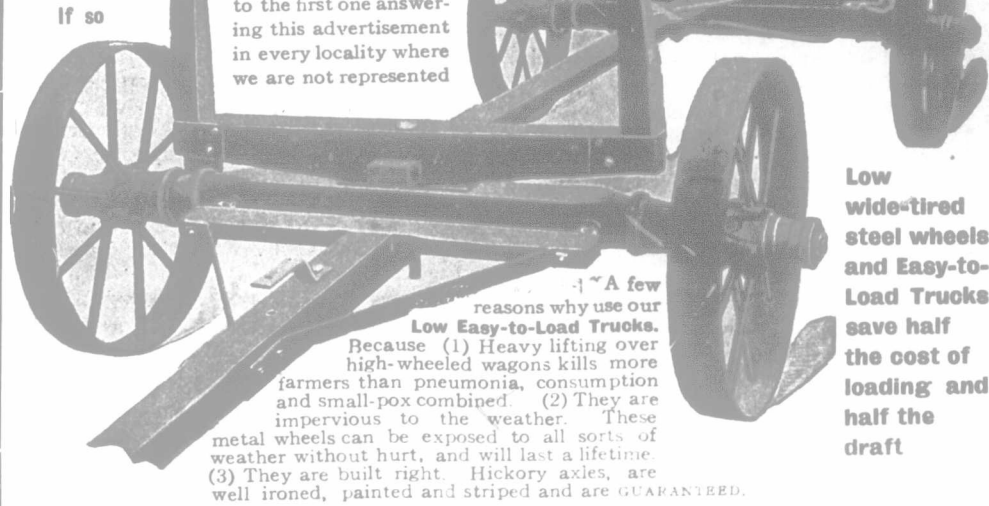 If so
to the first one answer-
ing this advertisement
in every locality where
we are not represented
Low
wide-tired
steel wheels
and Easy-to-
Load Trucks
save half
the cost of
loading and
half the
draft
A few
reasons why use our
Low Easy-to-Load Trucks.
Because (1) Heavy lifting over
high-wheeled wagons kills more
farmers than pneumonia, consumption
and small-pox combined. (2) They are
impervious to the weather. These
metal wheels can be exposed to all sorts of
weather without hurt, and will last a lifetime.
(3) They are built right. Hickory axles, are
well ironed, painted and striped and are GUARANTEED.